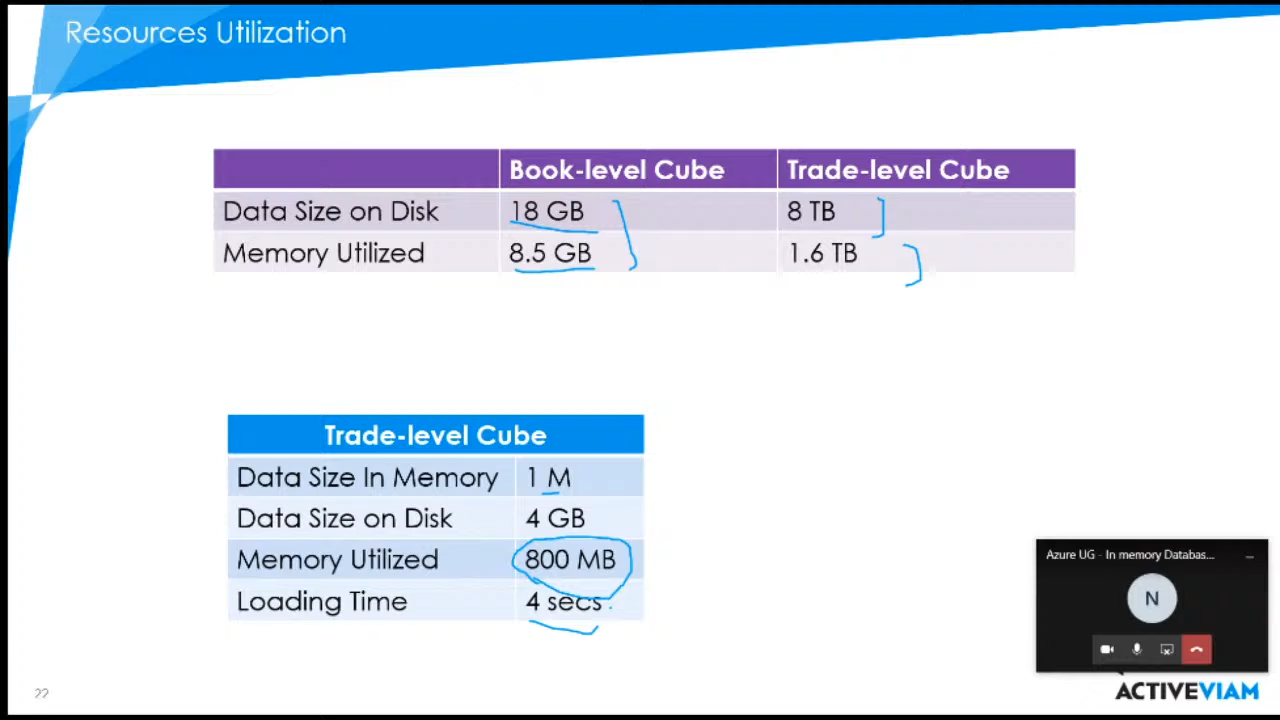 Resources Utilization
Book-level Cube Trade-level Cube
Data Size on Disk 18 GB 8 TB
Memory Utilized 8.5 GB 1.6 TB
Trade-level Cube
Data Size In Memory 1 M
Data Size on Disk 4 GB
Memory Utilized 800 MB
Loading Time 4 secs
Azure UG - In memory Databas...
N
22
ACTIVEVIAM